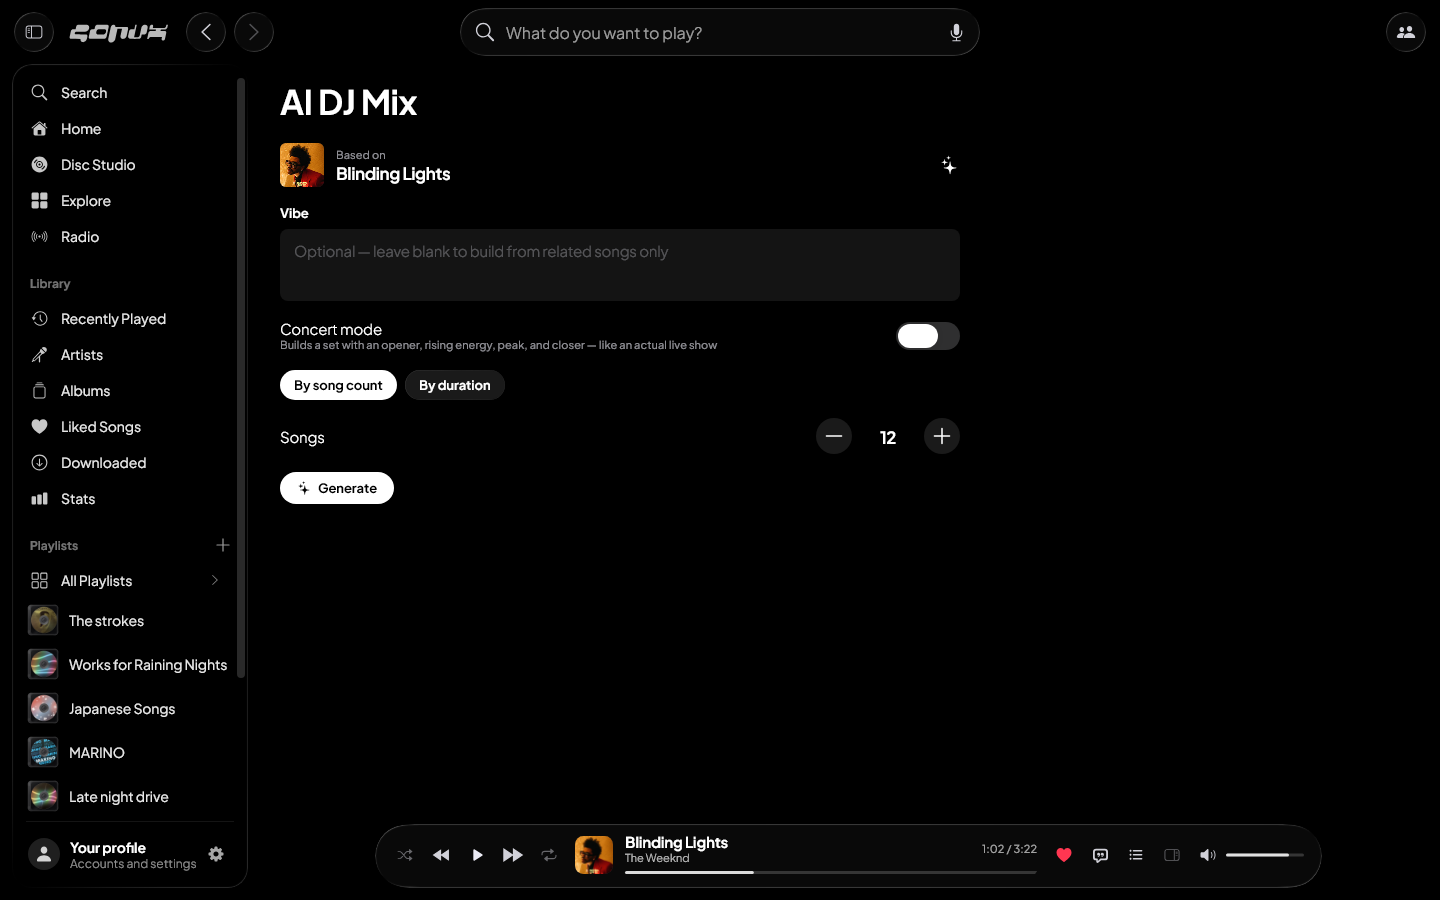 sonus
What do you want to play?
Search
Home
Disc Studio
Explore
Radio
Library
Recently Played
Artists
Albums
Liked Songs
Downloaded
Stats
Playlists
All Playlists
The strokes
Works for Raining Nights
Japanese Songs
MARINO
Late night drive
Your profile
Accounts and settings
AI DJ Mix
Based on
Blinding Lights
Vibe
Optional — leave blank to build from related songs only
Concert mode
Builds a set with an opener, rising energy, peak, and closer — like an actual live show
By song count
By duration
Songs
12
Generate
Blinding Lights
The Weeknd
1:02 / 3:22